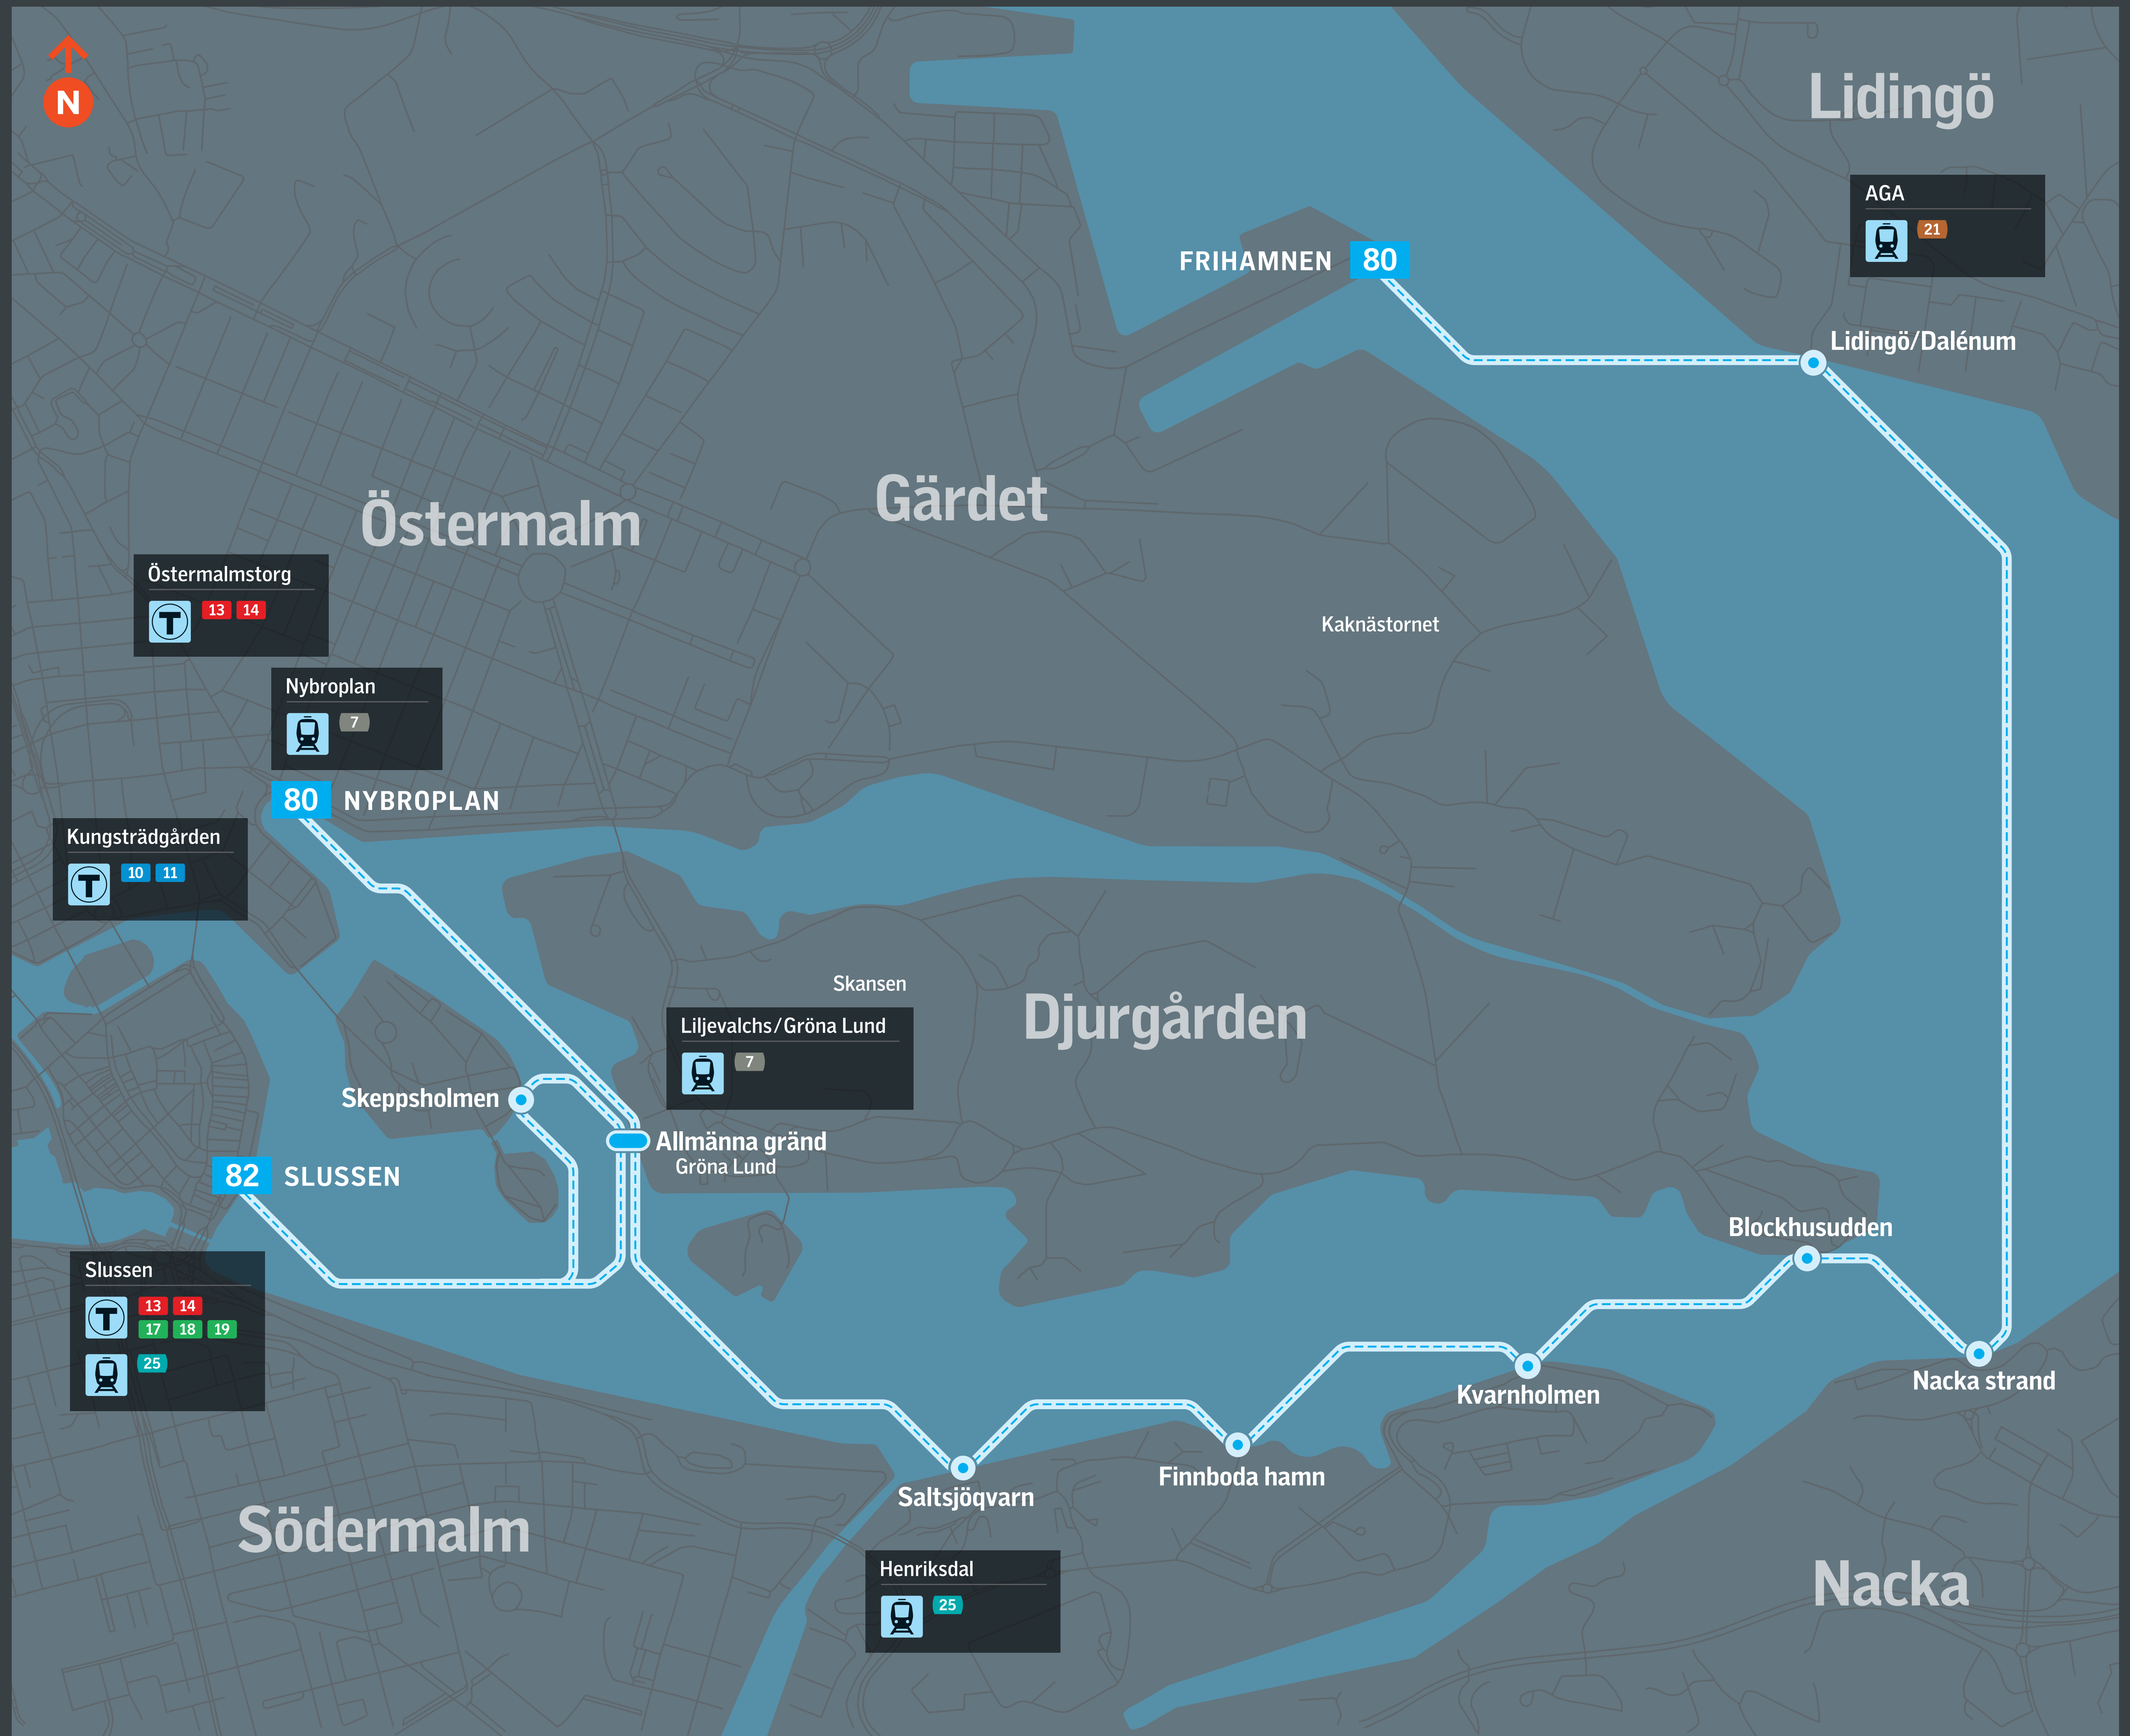 N
Lidingö
AGA
21
FRIHAMNEN 80
Lidingö/Dalénum
Gärdet
Östermalm
Östermalmstorg
T 13 14
Kaknästornet
Nybroplan
7
80 NYBROPLAN
Kungsträdgården
T 10 11
Skansen
Djurgården
Liljevalchs/Gröna Lund
7
Skeppsholmen
Allmänna gränd
Gröna Lund
82 SLUSSEN
Blockhusudden
Slussen
T 13 14
17 18 19
25
Nacka strand
Kvarnholmen
Finnboda hamn
Saltsjöqvarn
Södermalm
Henriksdal
25
Nacka